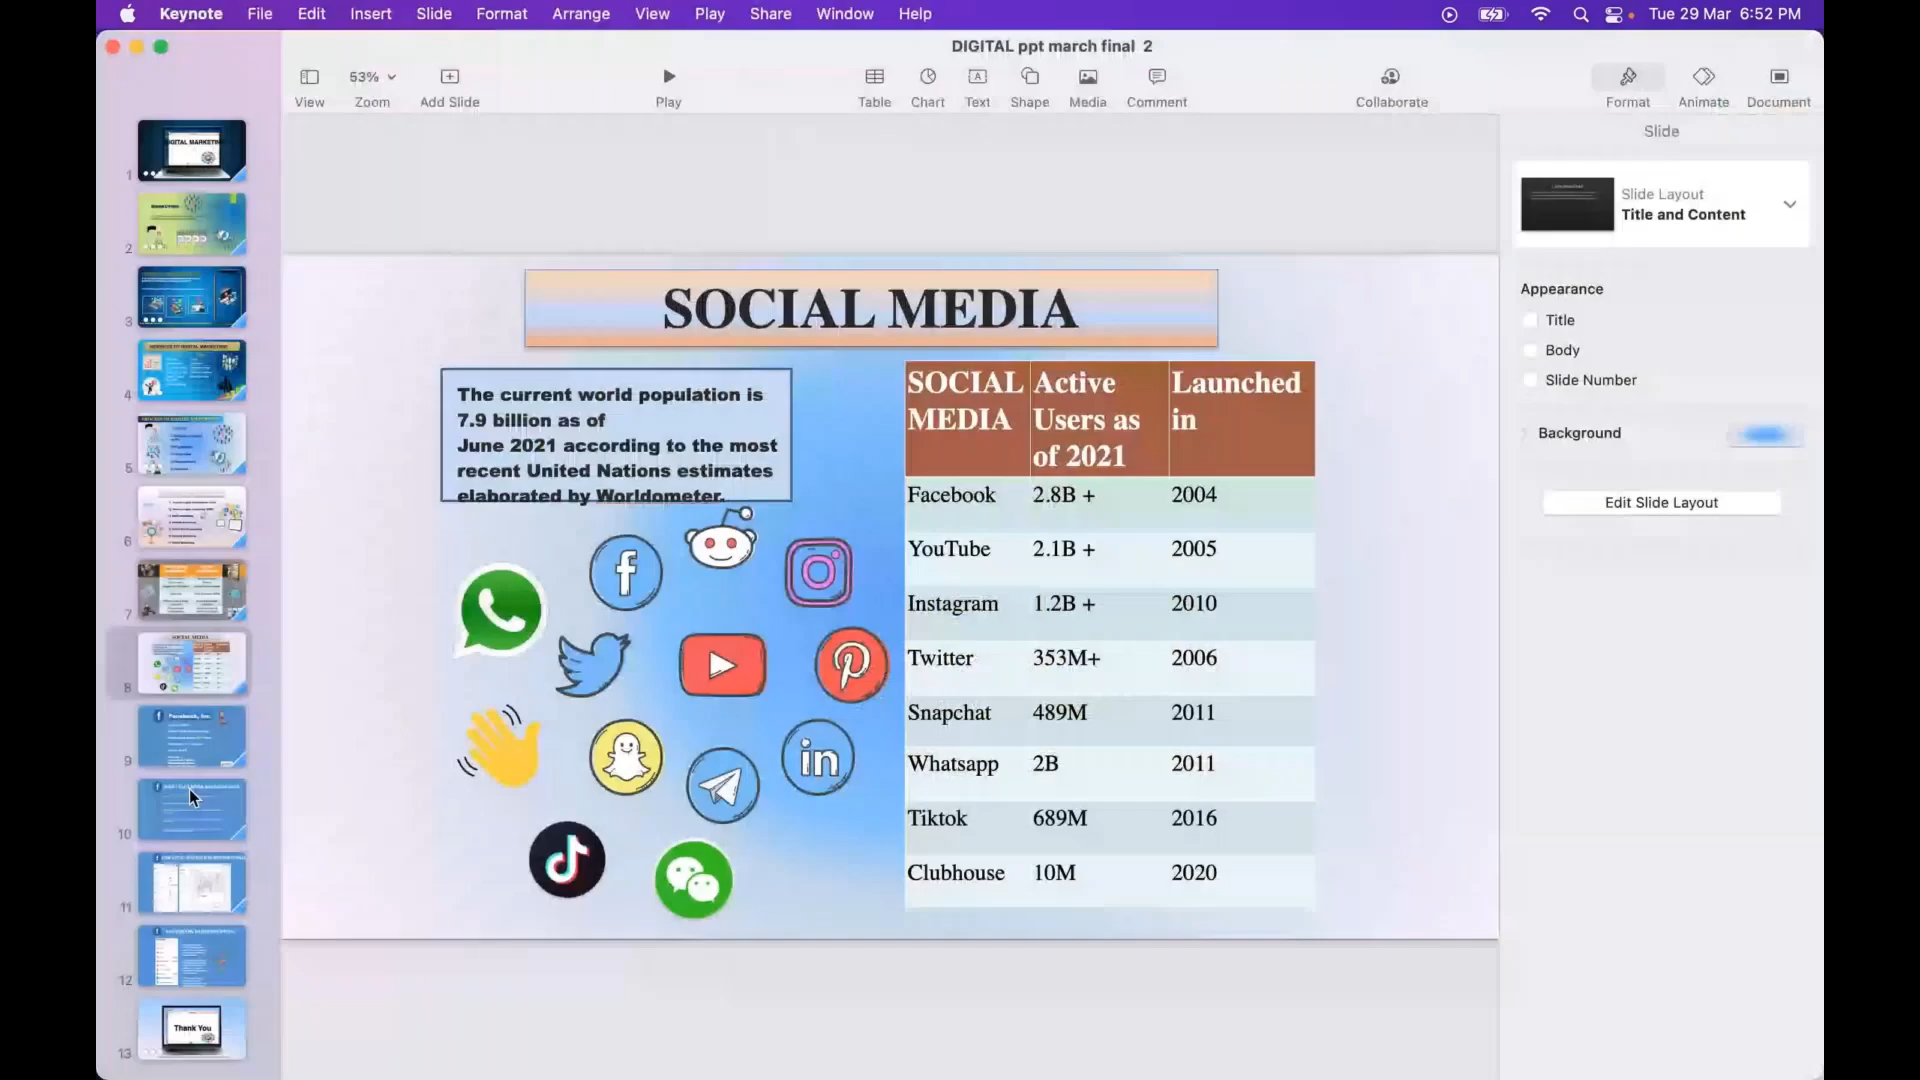 Keynote File Edit Insert Slide Format Arrange View Play Share Window Help Tue 29 Mar 6:52 PM
DIGITAL ppt march final 2
53%
View Zoom Add Slide Play Table Chart Text Shape Media Comment Collaborate Format Animate Document
Slide
Slide Layout
Title and Content
Appearance
Title
Body
Slide Number
Background
Edit Slide Layout
1
2
3
4
5
6
7
SOCIAL MEDIA
8
Facebook, Inc.
9
10
11
12
Thank You
13
SOCIAL MEDIA
The current world population is
7.9 billion as of
June 2021 according to the most
recent United Nations estimates
elaborated by Worldometer.
in
SOCIAL MEDIA Active Users as of 2021 Launched in
Facebook 2.8B + 2004
YouTube 2.1B + 2005
Instagram 1.2B + 2010
Twitter 353M+ 2006
Snapchat 489M 2011
Whatsapp 2B 2011
Tiktok 689M 2016
Clubhouse 10M 2020